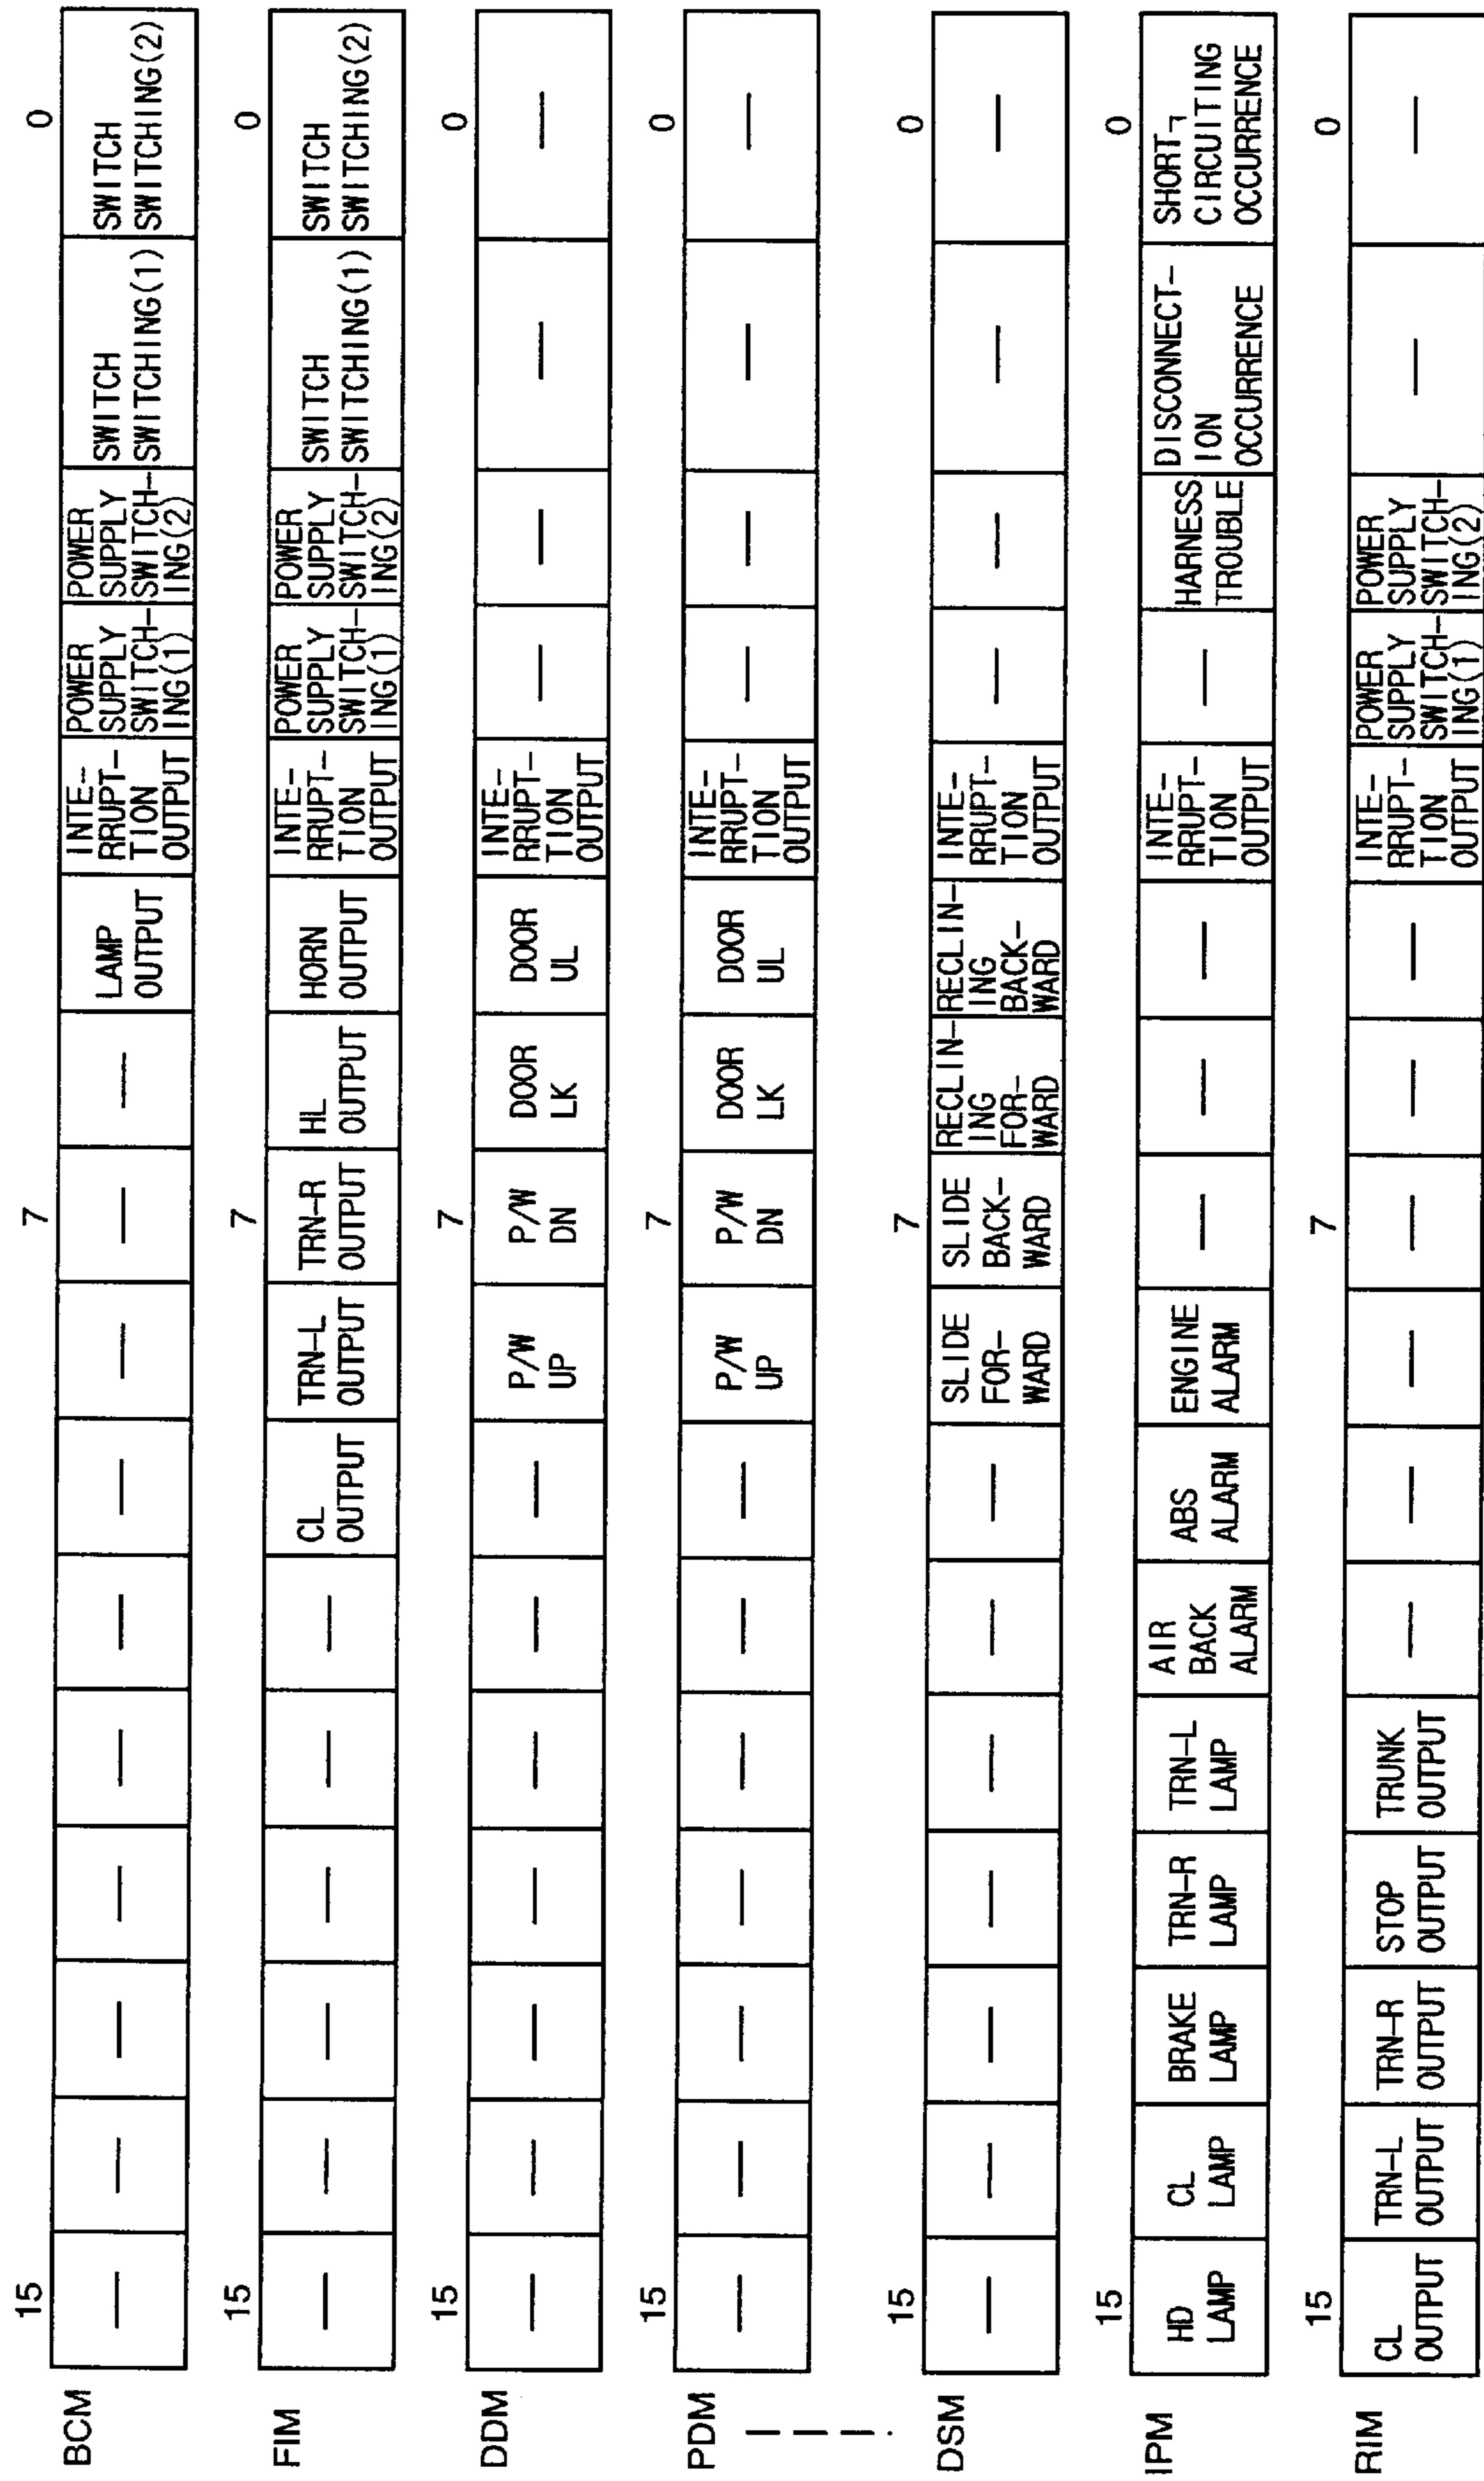 15 7 0
BCM
— — — — — — — — — —
LAMP
OUTPUT
INTE-
RRUPT-
TION
OUTPUT
POWER
SUPPLY
SWITCH-
ING(1)
POWER
SUPPLY
SWITCH-
ING(2)
SWITCH
SWITCHING(1)
SWITCH
SWITCHING(2)
15 7 0
FIM
— — — — — —
CL
OUTPUT
TRN-L
OUTPUT
TRN-R
OUTPUT
HL
OUTPUT
HORN
OUTPUT
INTE-
RRUPT-
TION
OUTPUT
POWER
SUPPLY
SWITCH-
ING(1)
POWER
SUPPLY
SWITCH-
ING(2)
SWITCH
SWITCHING(1)
SWITCH
SWITCHING(2)
15 7 0
DDM
— — — — — — —
P/W
UP
P/W
DN
DOOR
LK
DOOR
UL
INTE-
RRUPT-
TION
OUTPUT
— — — —
15 7 0
PDM
— — — — — — —
P/W
UP
P/W
DN
DOOR
LK
DOOR
UL
INTE-
RRUPT-
TION
OUTPUT
— — — —
15 7 0
DSM
— — — — — — —
SLIDE
FOR-
WARD
SLIDE
BACK-
WARD
RECLIN-
ING
FOR-
WARD
RECLIN-
ING
BACK-
WARD
INTE-
RRUPT-
TION
OUTPUT
— — — —
15 0
IPM
HD
LAMP
CL
LAMP
BRAKE
LAMP
TRN-R
LAMP
TRN-L
LAMP
AIR
BACK
ALARM
ABS
ALARM
ENGINE
ALARM
— — —
INTE-
RRUPT-
TION
OUTPUT
—
HARNESS
TROUBLE
DISCONNECT-
ION
OCCURRENCE
SHORT-
CIRCUITING
OCCURRENCE
15 7 0
RIM
CL
OUTPUT
TRN-L
OUTPUT
TRN-R
OUTPUT
STOP
OUTPUT
TRUNK
OUTPUT
— — — — — —
INTE-
RRUPT-
TION
OUTPUT
POWER
SUPPLY
SWITCH-
ING(1)
POWER
SUPPLY
SWITCH-
ING(2)
— —